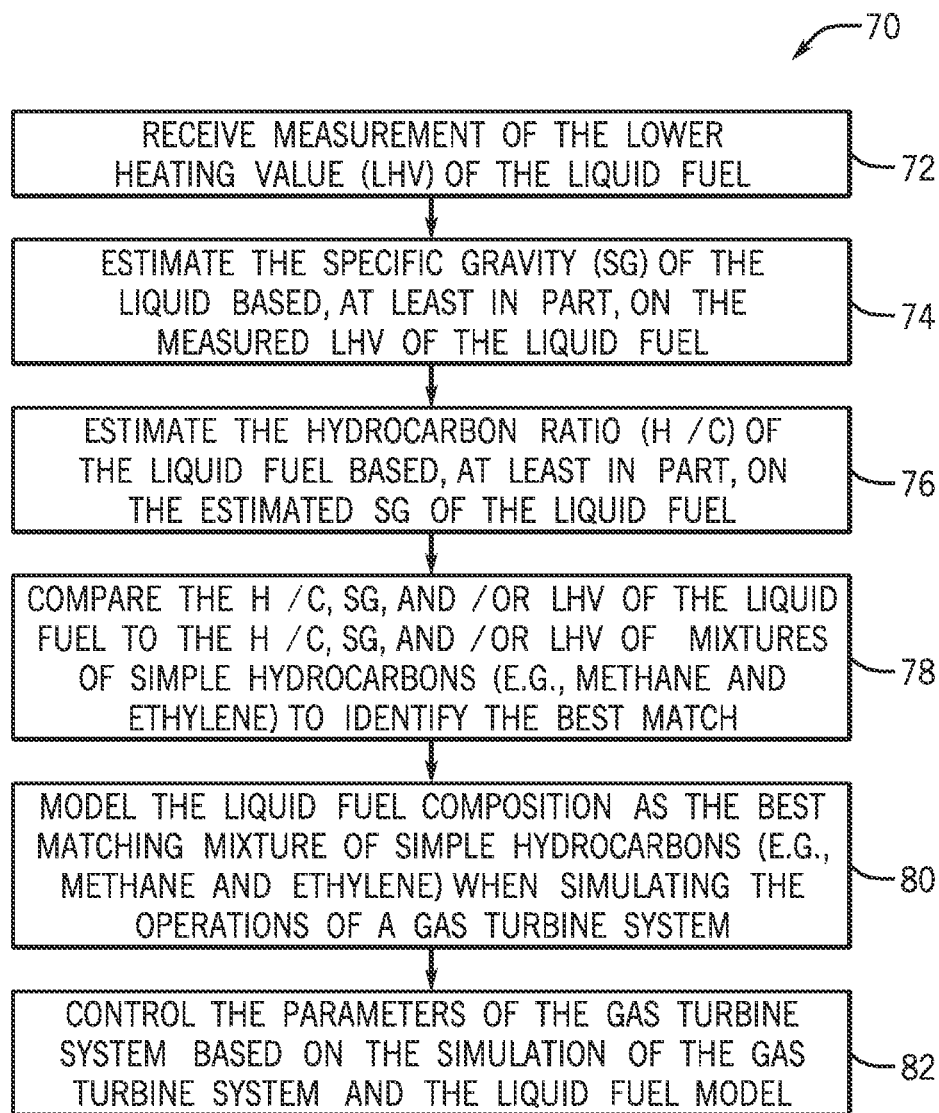 70
RECEIVE MEASUREMENT OF THE LOWER
HEATING VALUE (LHV) OF THE LIQUID FUEL
72
ESTIMATE THE SPECIFIC GRAVITY (SG) OF THE
LIQUID BASED, AT LEAST IN PART, ON THE
MEASURED LHV OF THE LIQUID FUEL
74
ESTIMATE THE HYDROCARBON RATIO (H /C) OF
THE LIQUID FUEL BASED, AT LEAST IN PART, ON
THE ESTIMATED SG OF THE LIQUID FUEL
76
COMPARE THE H /C, SG, AND /OR LHV OF THE LIQUID
FUEL TO THE H /C, SG, AND /OR LHV OF MIXTURES
OF SIMPLE HYDROCARBONS (E.G., METHANE AND
ETHYLENE) TO IDENTIFY THE BEST MATCH
78
MODEL THE LIQUID FUEL COMPOSITION AS THE BEST
MATCHING MIXTURE OF SIMPLE HYDROCARBONS (E.G.,
METHANE AND ETHYLENE) WHEN SIMULATING THE
OPERATIONS OF A GAS TURBINE SYSTEM
80
CONTROL THE PARAMETERS OF THE GAS TURBINE
SYSTEM BASED ON THE SIMULATION OF THE GAS
TURBINE SYSTEM AND THE LIQUID FUEL MODEL
82